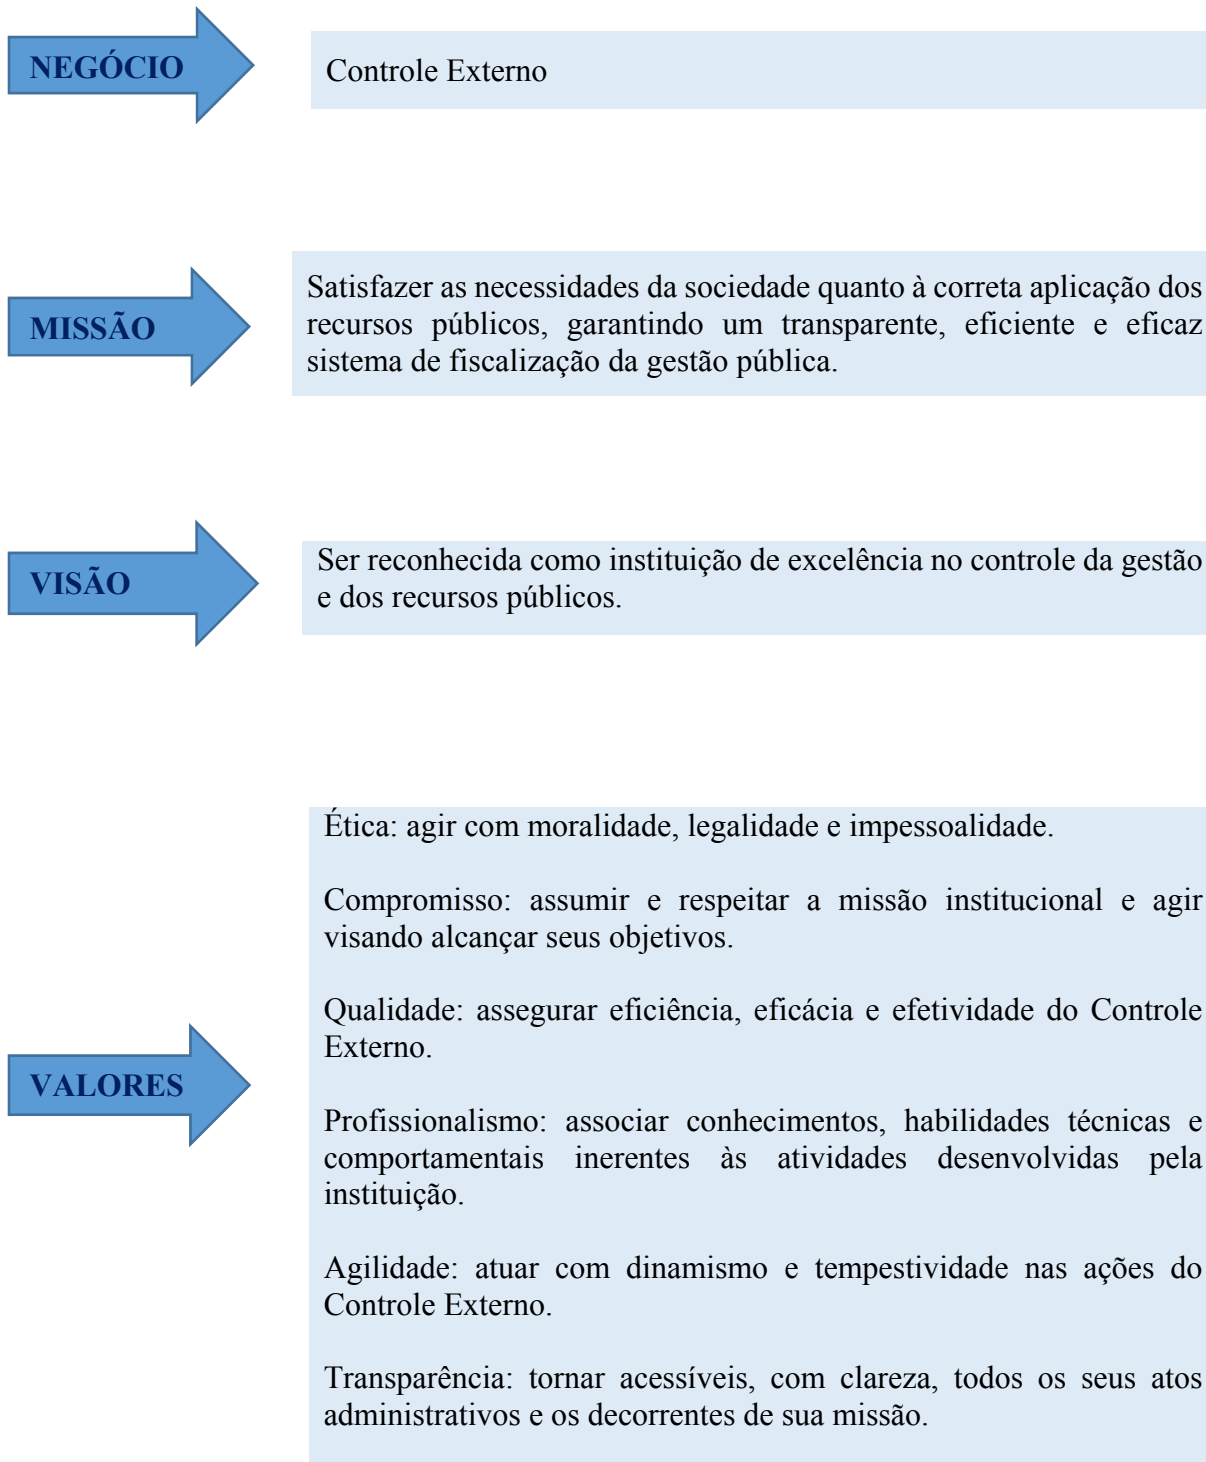 NEGÓCIO
Controle Externo
MISSÃO
Satisfazer as necessidades da sociedade quanto à correta aplicação dos
recursos públicos, garantindo um transparente, eficiente e eficaz
sistema de fiscalização da gestão pública.
VISÃO
Ser reconhecida como instituição de excelência no controle da gestão
e dos recursos públicos.
VALORES
Ética: agir com moralidade, legalidade e impessoalidade.
Compromisso: assumir e respeitar a missão institucional e agir
visando alcançar seus objetivos.
Qualidade: assegurar eficiência, eficácia e efetividade do Controle
Externo.
Profissionalismo: associar conhecimentos, habilidades técnicas e
comportamentais inerentes às atividades desenvolvidas pela
instituição.
Agilidade: atuar com dinamismo e tempestividade nas ações do
Controle Externo.
Transparência: tornar acessíveis, com clareza, todos os seus atos
administrativos e os decorrentes de sua missão.